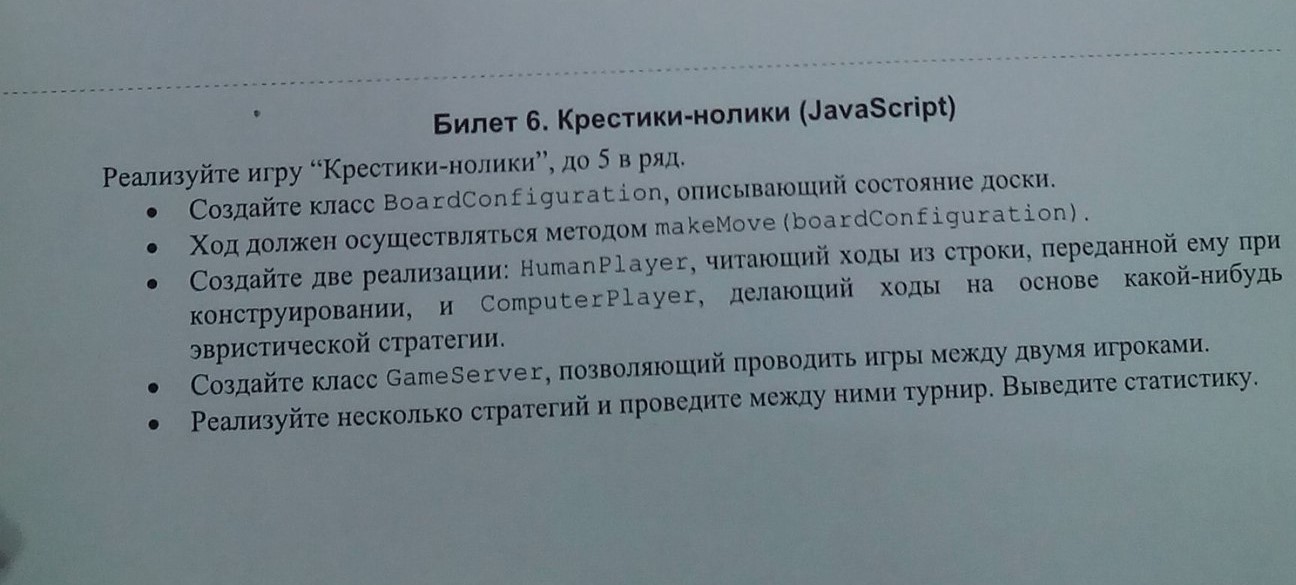 Билет 6. Крестики-нолики (JavaScript)
Реализуйте игру “Крестики-нолики”, до 5 в ряд.
• Создайте класс BoardConfiguration, описывающий состояние доски.
• Ход должен осуществляться методом makeMove(boardConfiguration).
• Создайте две реализации: HumanPlayer, читающий ходы из строки, переданной ему при
конструировании, и ComputerPlayer, делающий ходы на основе какой-нибудь
эвристической стратегии.
• Создайте класс GameServer, позволяющий проводить игры между двумя игроками.
• Реализуйте несколько стратегий и проведите между ними турнир. Выведите статистику.